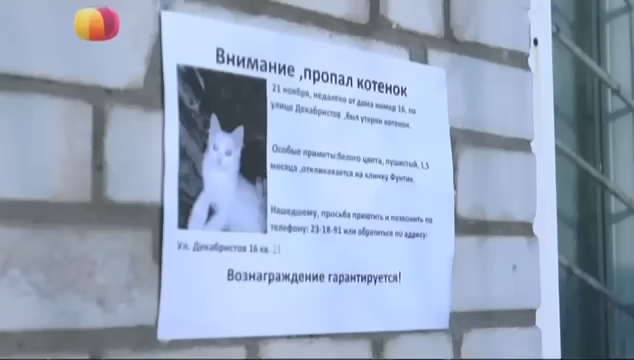 Внимание ,пропал котенок
21 ноября, недалеко от дома номер 16, по
улице Декабристов ,был утерян котенок.
Особые приметы:белого цвета, пушистый, 1,5
месяца ,откликается на кличку Фунтик.
Нашедшему, просьба приютить и позвонить по
телефону: 23-18-91 или обратиться по адресу:
Ул. Декабристов 16 кв.
Вознаграждение гарантируется!